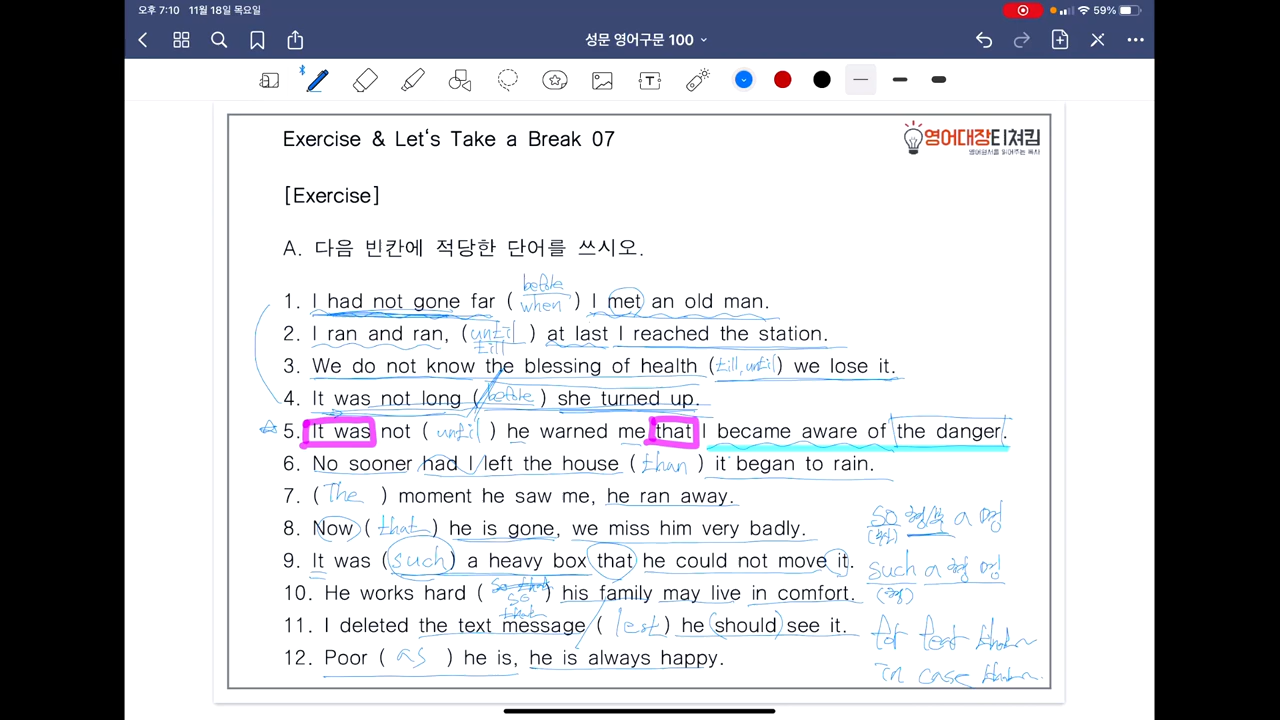 오후 7:10 11월 18일 목요일
59%
성문 영어구문 100
Exercise & Let's Take a Break 07
영어대장티쳐킴
[Exercise]
A. 다음 빈칸에 적당한 단어를 쓰시오.
before
1. I had not gone far ( when ) I met an old man.
2. I ran and ran, ( until ) at last I reached the station.
till
3. We do not know the blessing of health (till, until) we lose it.
4. It was not long ( before ) she turned up.
☆ 5. It was not ( until ) he warned me that I became aware of the danger.
6. No sooner had I left the house ( than ) it began to rain.
7. ( The ) moment he saw me, he ran away.
8. Now ( that ) he is gone, we miss him very badly.
so 형 a 명
(부)
9. It was ( such ) a heavy box that he could not move it.
such a 형 명
(형)
10. He works hard ( so that ) his family may live in comfort.
11. I deleted the text message ( lest ) he should see it.
for fear
12. Poor ( as ) he is, he is always happy.
in case